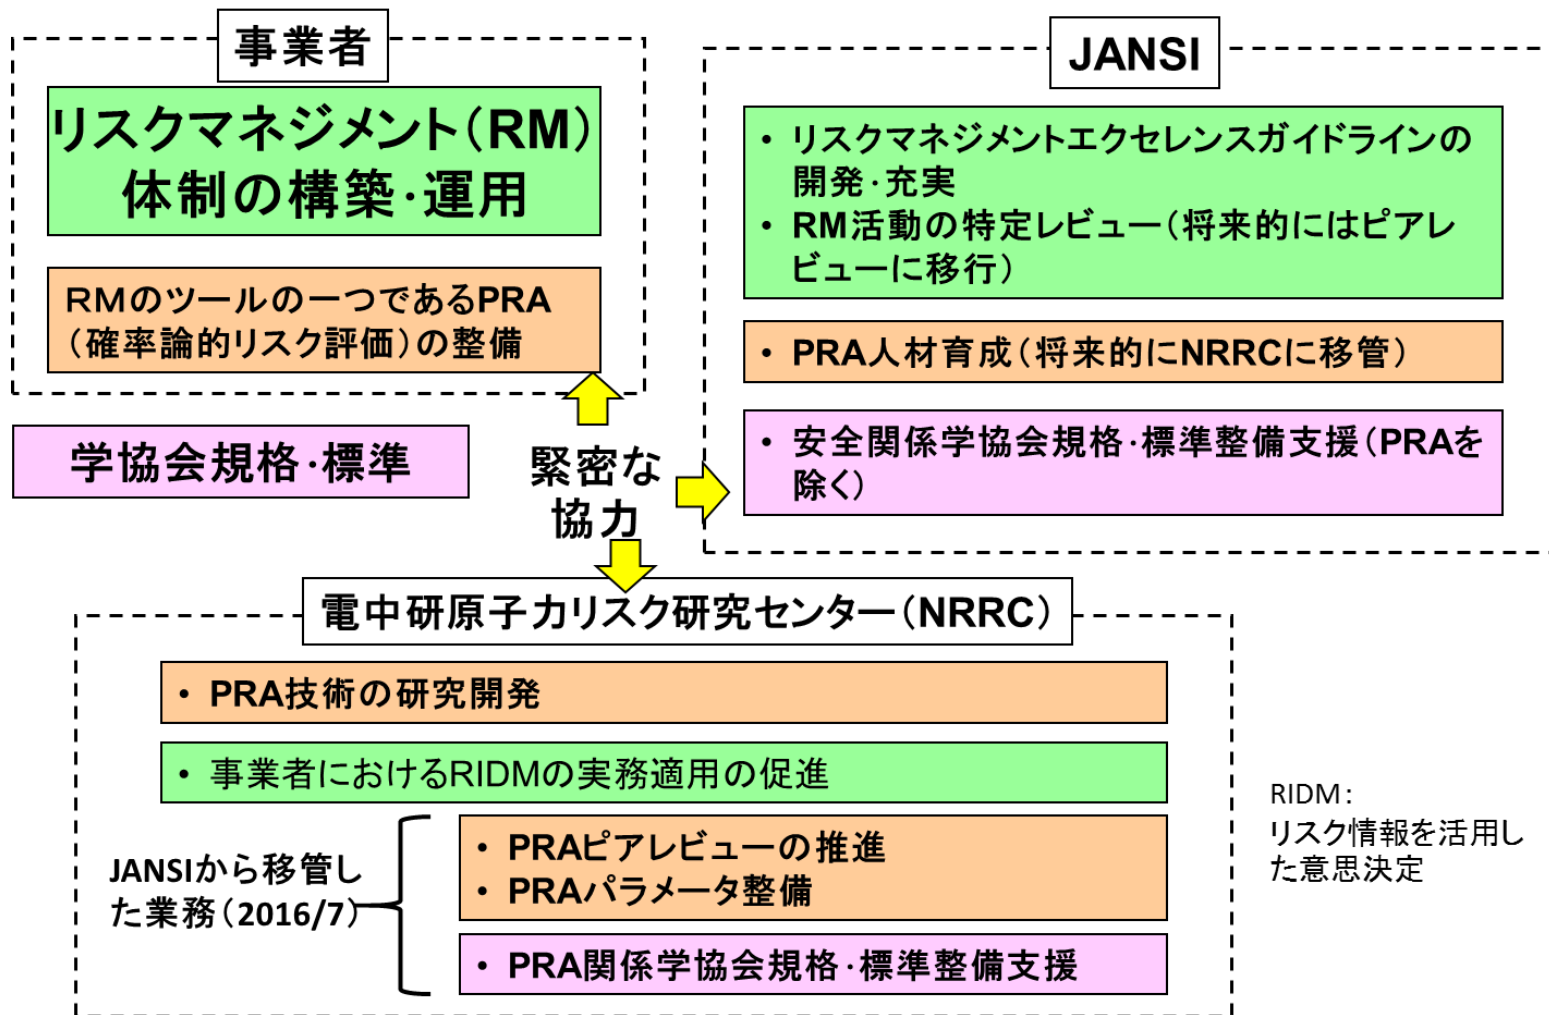 事業者
リスクマネジメント（RM）
体制の構築・運用
ＲＭのツールの一つであるPRA
（確率論的リスク評価）の整備
学協会規格・標準
緊密な
協力
JANSI
• リスクマネジメントエクセレンスガイドラインの
開発・充実
• RM活動の特定レビュー（将来的にはピアレ
ビューに移行）
• PRA人材育成（将来的にNRRCに移管）
• 安全関係学協会規格・標準整備支援（PRAを
除く）
電中研原子力リスク研究センター（NRRC）
• PRA技術の研究開発
• 事業者におけるRIDMの実務適用の促進
JANSIから移管し
た業務（2016/7）
• PRAピアレビューの推進
• PRAパラメータ整備
• PRA関係学協会規格・標準整備支援
RIDM：
リスク情報を活用し
た意思決定